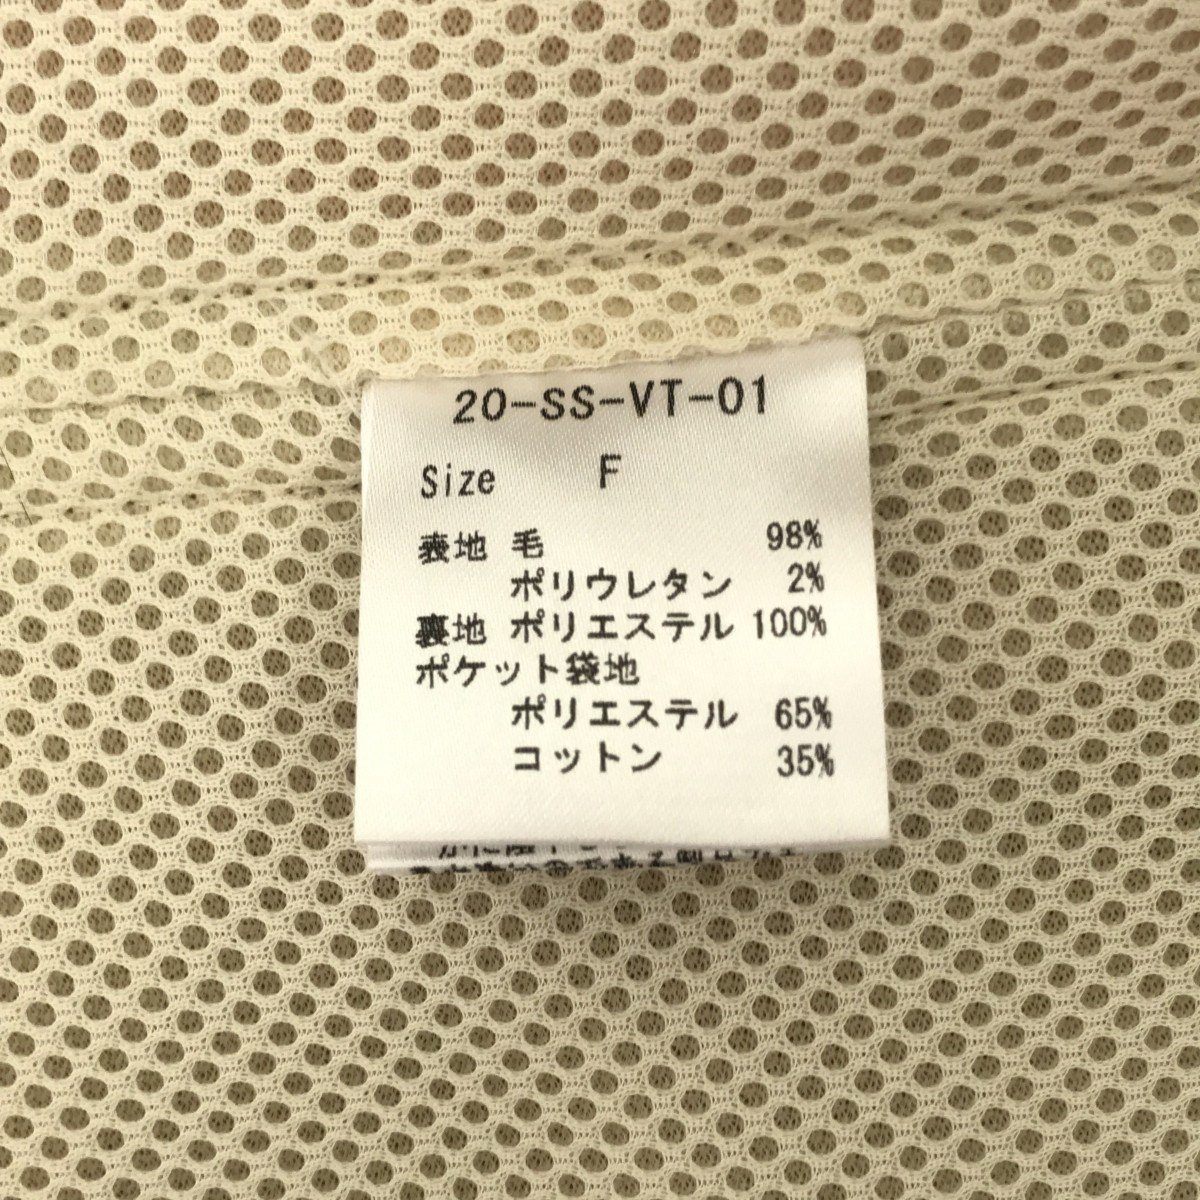 20-SS-VT-01
Size F
表地 毛 98%
ポリウレタン 2%
裏地 ポリエステル 100%
ポケット袋地
ポリエステル 65%
コットン 35%